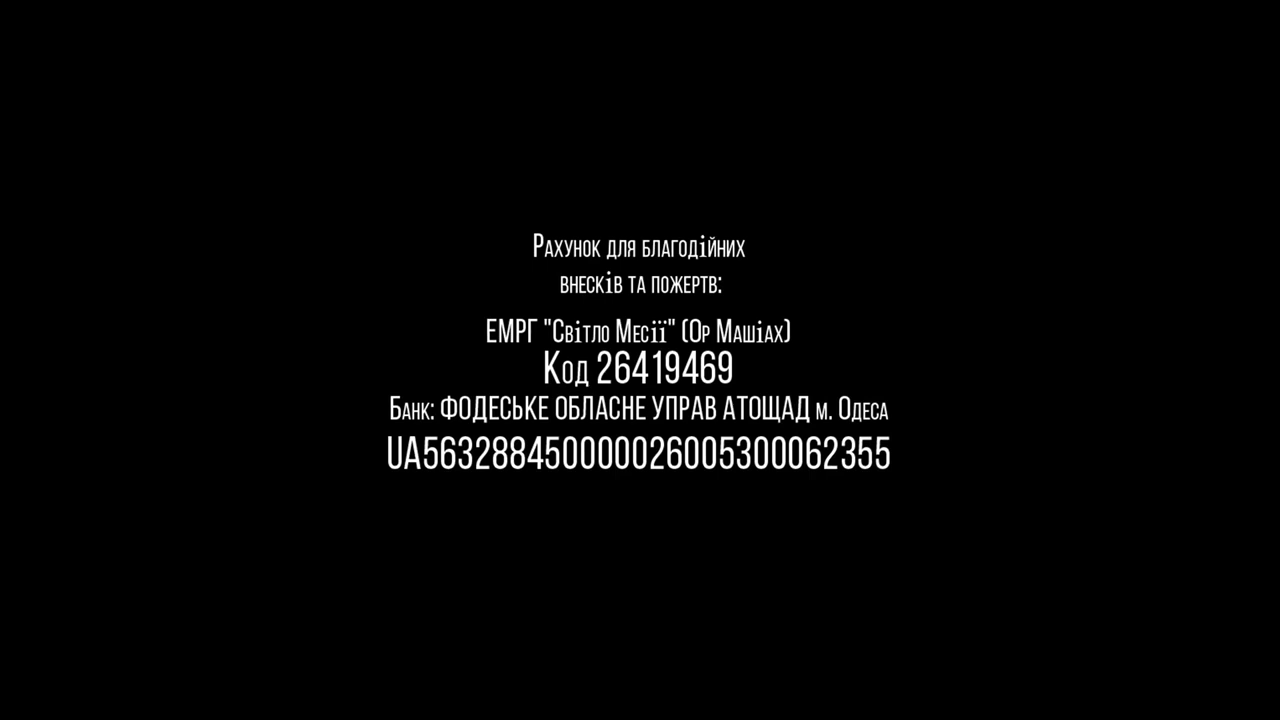 Рахунок для благодійних
внесків та пожертв:
ЕМРГ "Світло Месії" (Ор Машіах)
Код 26419469
Банк: ФОДЕСЬКЕ ОБЛАСНЕ УПРАВ АТОЩАД м. Одеса
UA563288450000026005300062355